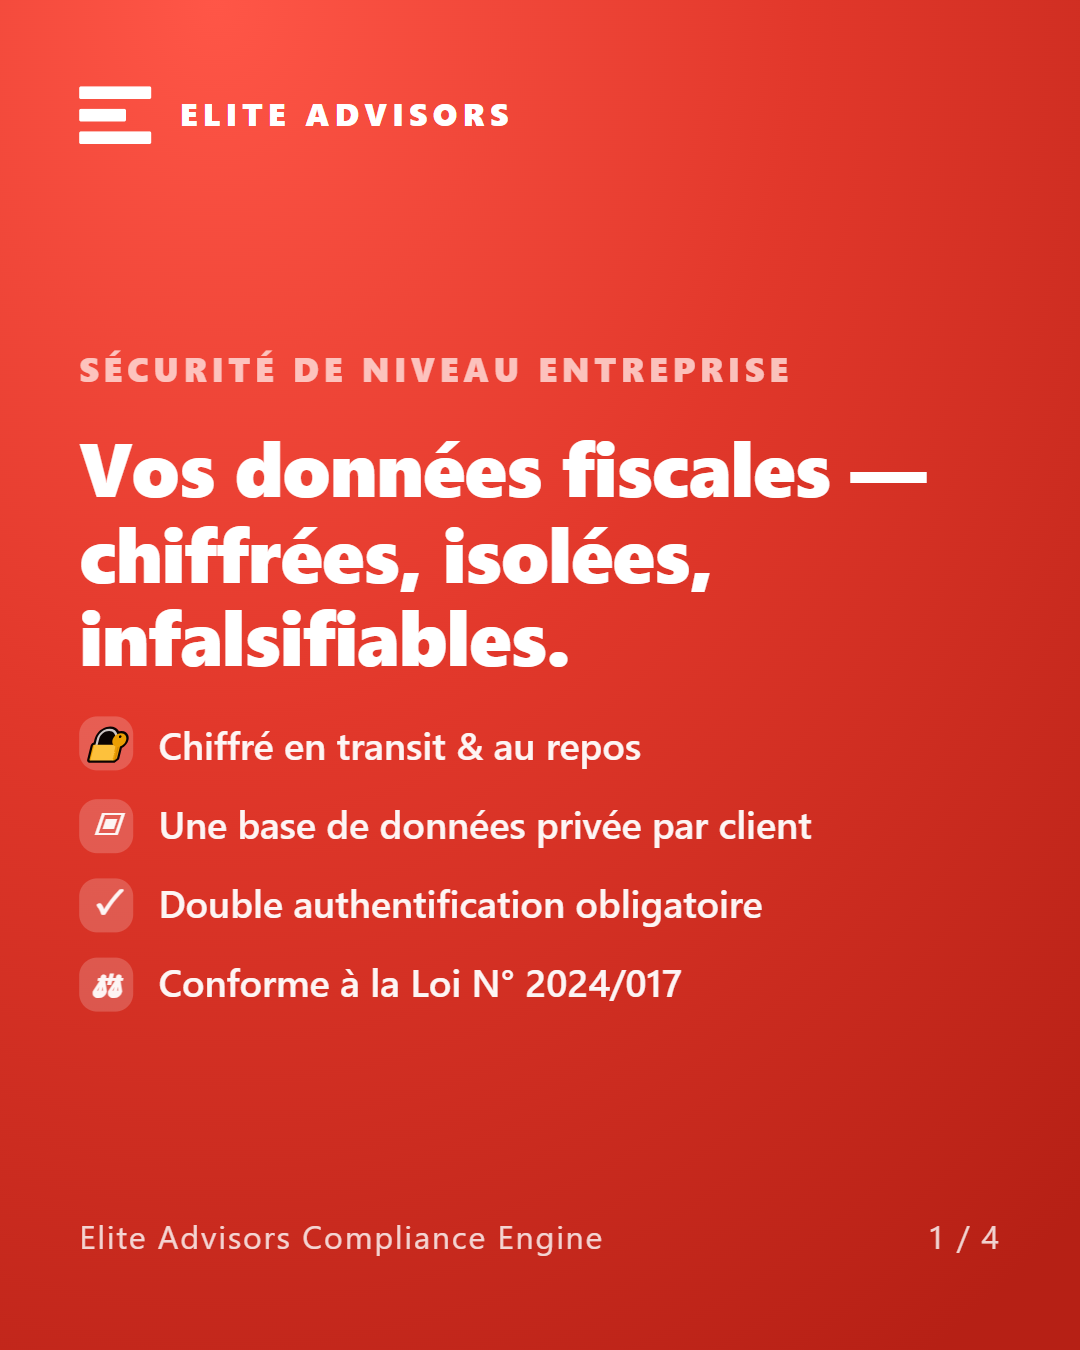 ELITE ADVISORS
SÉCURITÉ DE NIVEAU ENTREPRISE
Vos données fiscales —
chiffrées, isolées,
infalsifiables.
Chiffré en transit & au repos
Une base de données privée par client
Double authentification obligatoire
Conforme à la Loi N° 2024/017
Elite Advisors Compliance Engine
1 / 4